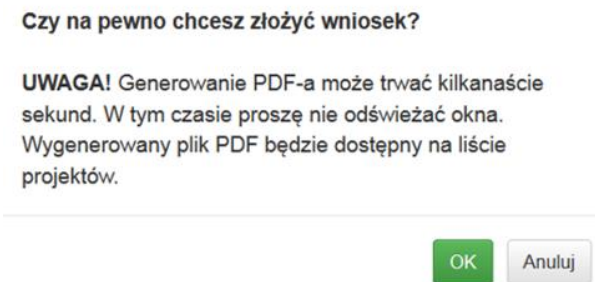 Czy na pewno chcesz złożyć wniosek?
UWAGA! Generowanie PDF-a może trwać kilkanaście
sekund. W tym czasie proszę nie odświeżać okna.
Wygenerowany plik PDF będzie dostępny na liście
projektów.
OK Anuluj